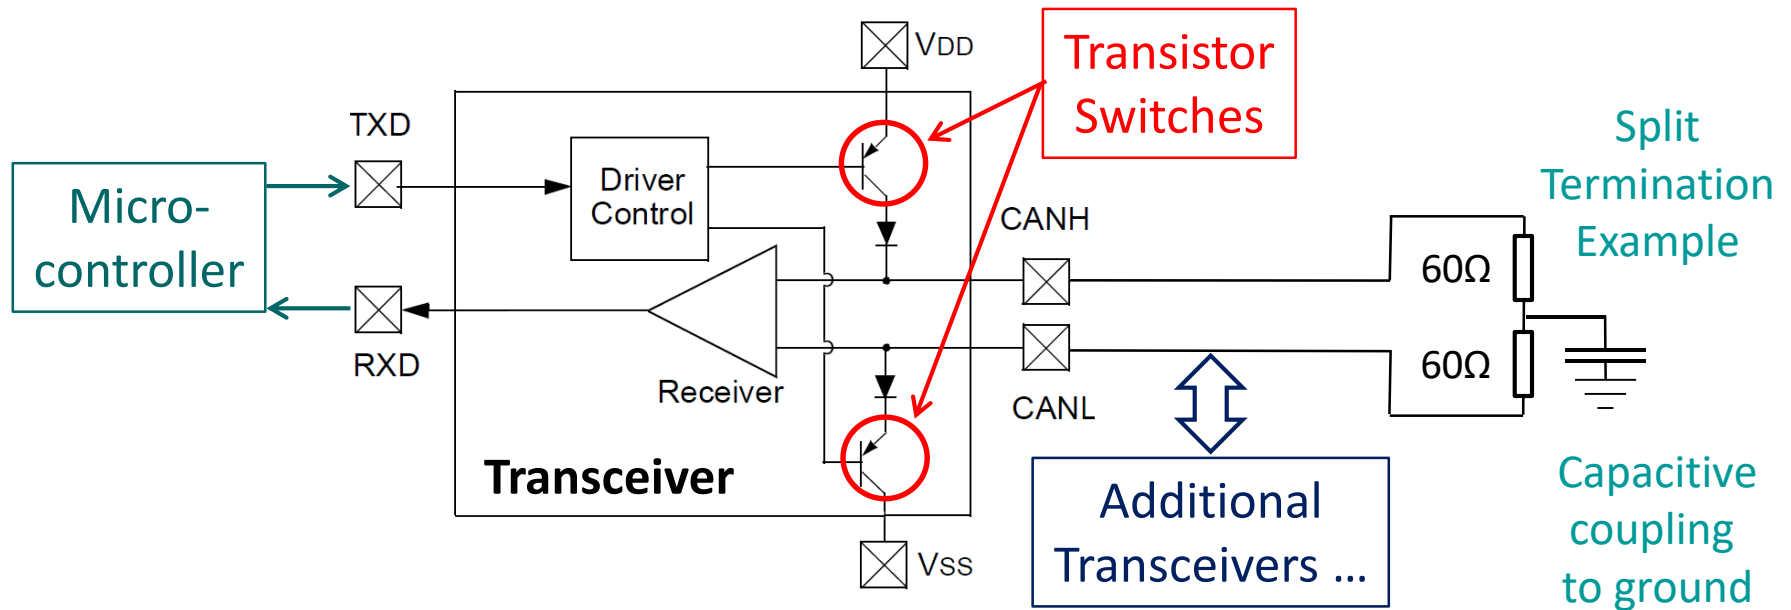 VDD
Transistor
Switches
TXD
Split
Termination
Example
Micro-
controller
Driver
Control
CANH
60Ω
RXD
Receiver
60Ω
CANL
Transceiver
Additional
Transceivers ...
Capacitive
coupling
to ground
VSS